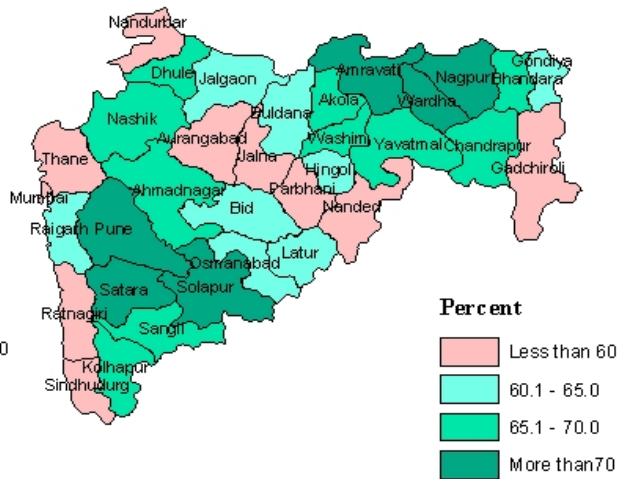 Nandurbar
Dhule
Jalgaon
Buldana
Akola
Amravati
Nagpur
Wardha
Bhandara
Gondiya
Nashik
Aurangabad
Jalna
Washim
Yavatmal
Chandrapur
Gadchiroli
Thane
Hingoli
Parbhani
Nanded
Mumbai
Ahmadnagar
Bid
Raigarh
Pune
Osmanabad
Latur
Satara
Solapur
Ratnagiri
Sangli
Kolhapur
Sindhudurg
0
Percent
Less than 60
60.1 - 65.0
65.1 - 70.0
More than70